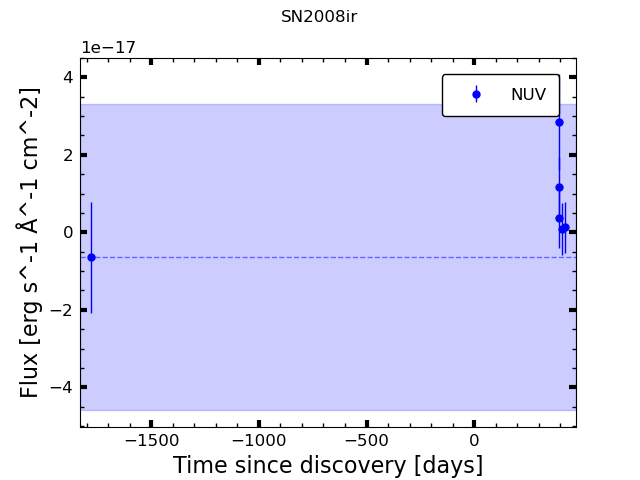 SN2008ir
1e−17
Flux [erg s^-1 Å^-1 cm^-2]
4
2
0
−2
−4
NUV
−1500
−1000
−500
0
Time since discovery [days]